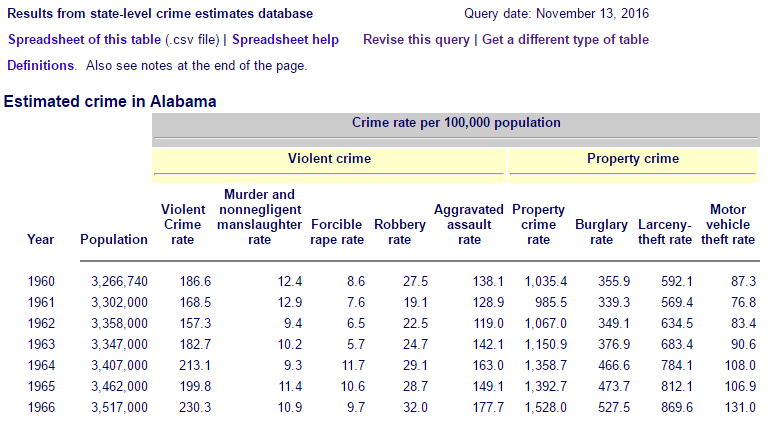 Results from state-level crime estimates database Query date: November 13, 2016
Spreadsheet of this table (.csv file) | Spreadsheet help Revise this query | Get a different type of table
Definitions. Also see notes at the end of the page.
Estimated crime in Alabama
Crime rate per 100,000 population
Violent crime Property crime
Year Population Violent Crime rate Murder and nonnegligent manslaughter rate Forcible rape rate Robbery rate Aggravated assault rate Property crime rate Burglary rate Larceny-theft rate Motor vehicle theft rate
1960 3,266,740 186.6 12.4 8.6 27.5 138.1 1,035.4 355.9 592.1 87.3
1961 3,302,000 168.5 12.9 7.6 19.1 128.9 985.5 339.3 569.4 76.8
1962 3,358,000 157.3 9.4 6.5 22.5 119.0 1,067.0 349.1 634.5 83.4
1963 3,347,000 182.7 10.2 5.7 24.7 142.1 1,150.9 376.9 683.4 90.6
1964 3,407,000 213.1 9.3 11.7 29.1 163.0 1,358.7 466.6 784.1 108.0
1965 3,462,000 199.8 11.4 10.6 28.7 149.1 1,392.7 473.7 812.1 106.9
1966 3,517,000 230.3 10.9 9.7 32.0 177.7 1,528.0 527.5 869.6 131.0